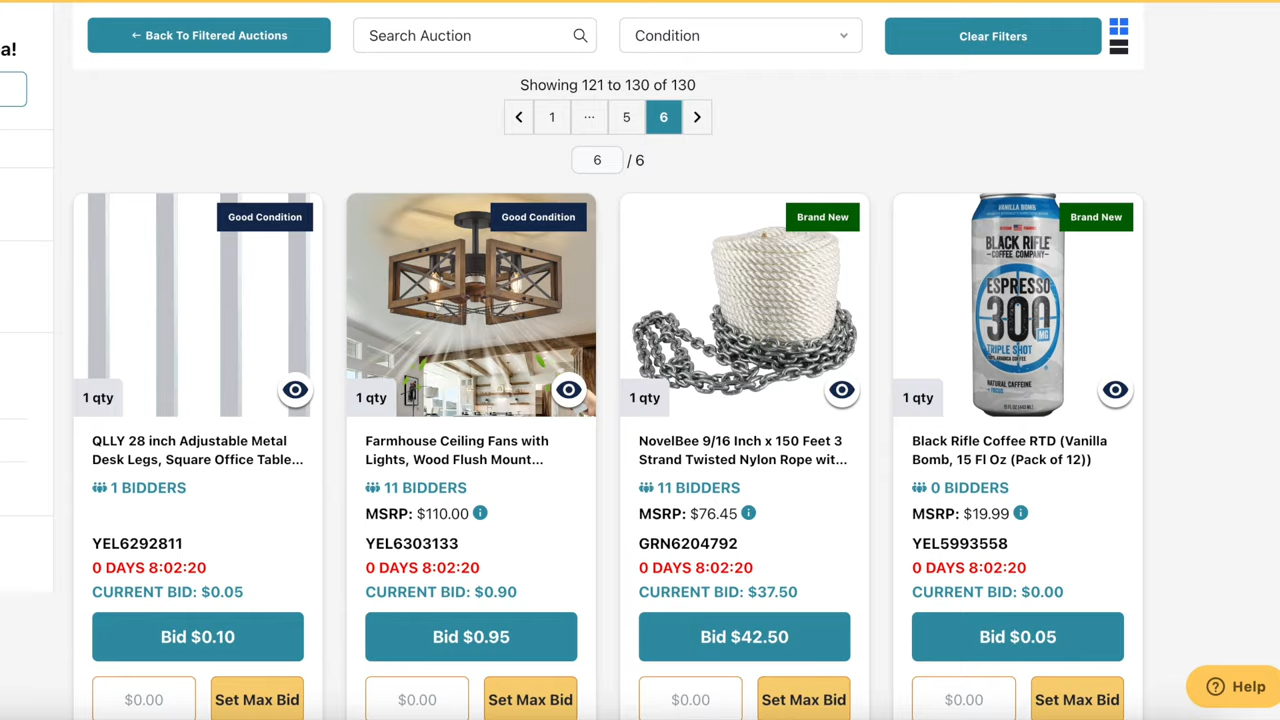 a!
← Back To Filtered Auctions
Search Auction
Condition
Clear Filters
Showing 121 to 130 of 130
1
...
5
6
6 / 6
Good Condition
1 qty
QLLY 28 inch Adjustable Metal
Desk Legs, Square Office Table...
1 BIDDERS
YEL6292811
0 DAYS 8:02:20
CURRENT BID: $0.05
Bid $0.10
$0.00
Set Max Bid
Good Condition
1 qty
Farmhouse Ceiling Fans with
Lights, Wood Flush Mount...
11 BIDDERS
MSRP: $110.00
YEL6303133
0 DAYS 8:02:20
CURRENT BID: $0.90
Bid $0.95
$0.00
Set Max Bid
Brand New
1 qty
NovelBee 9/16 Inch x 150 Feet 3
Strand Twisted Nylon Rope wit...
11 BIDDERS
MSRP: $76.45
GRN6204792
0 DAYS 8:02:20
CURRENT BID: $37.50
Bid $42.50
$0.00
Set Max Bid
Brand New
VANILLA BOMB
BLACK RIFLE
COFFEE COMPANY
ESPRESSO
300
MG
TRIPLE SHOT
NATURAL CAFFEINE
1 qty
Black Rifle Coffee RTD (Vanilla
Bomb, 15 Fl Oz (Pack of 12))
0 BIDDERS
MSRP: $19.99
YEL5993558
0 DAYS 8:02:20
CURRENT BID: $0.00
Bid $0.05
$0.00
Set Max Bid
Help